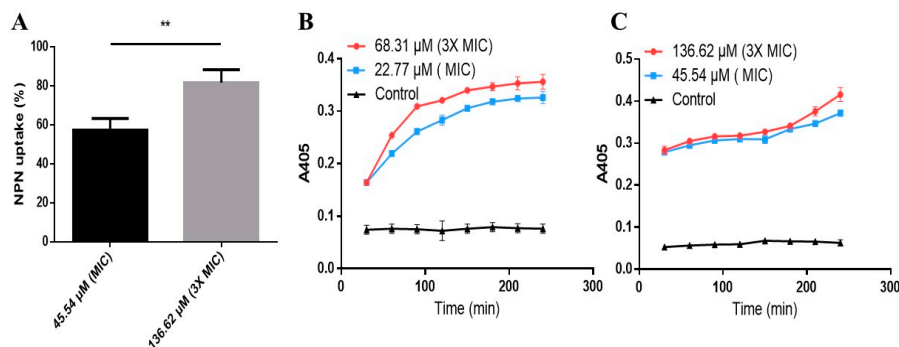 A
**
NPN uptake (%)
100
80
60
40
20
0
45.54 µM (MIC)
136.62 µM (3X MIC)
B
68.31 µM (3X MIC)
22.77 µM ( MIC)
Control
A405
0.4
0.3
0.2
0.1
0.0
0 100 200 300
Time (min)
C
136.62 µM (3X MIC)
45.54 µM ( MIC)
Control
A405
0.5
0.4
0.3
0.2
0.1
0.0
0 100 200 300
Time (min)